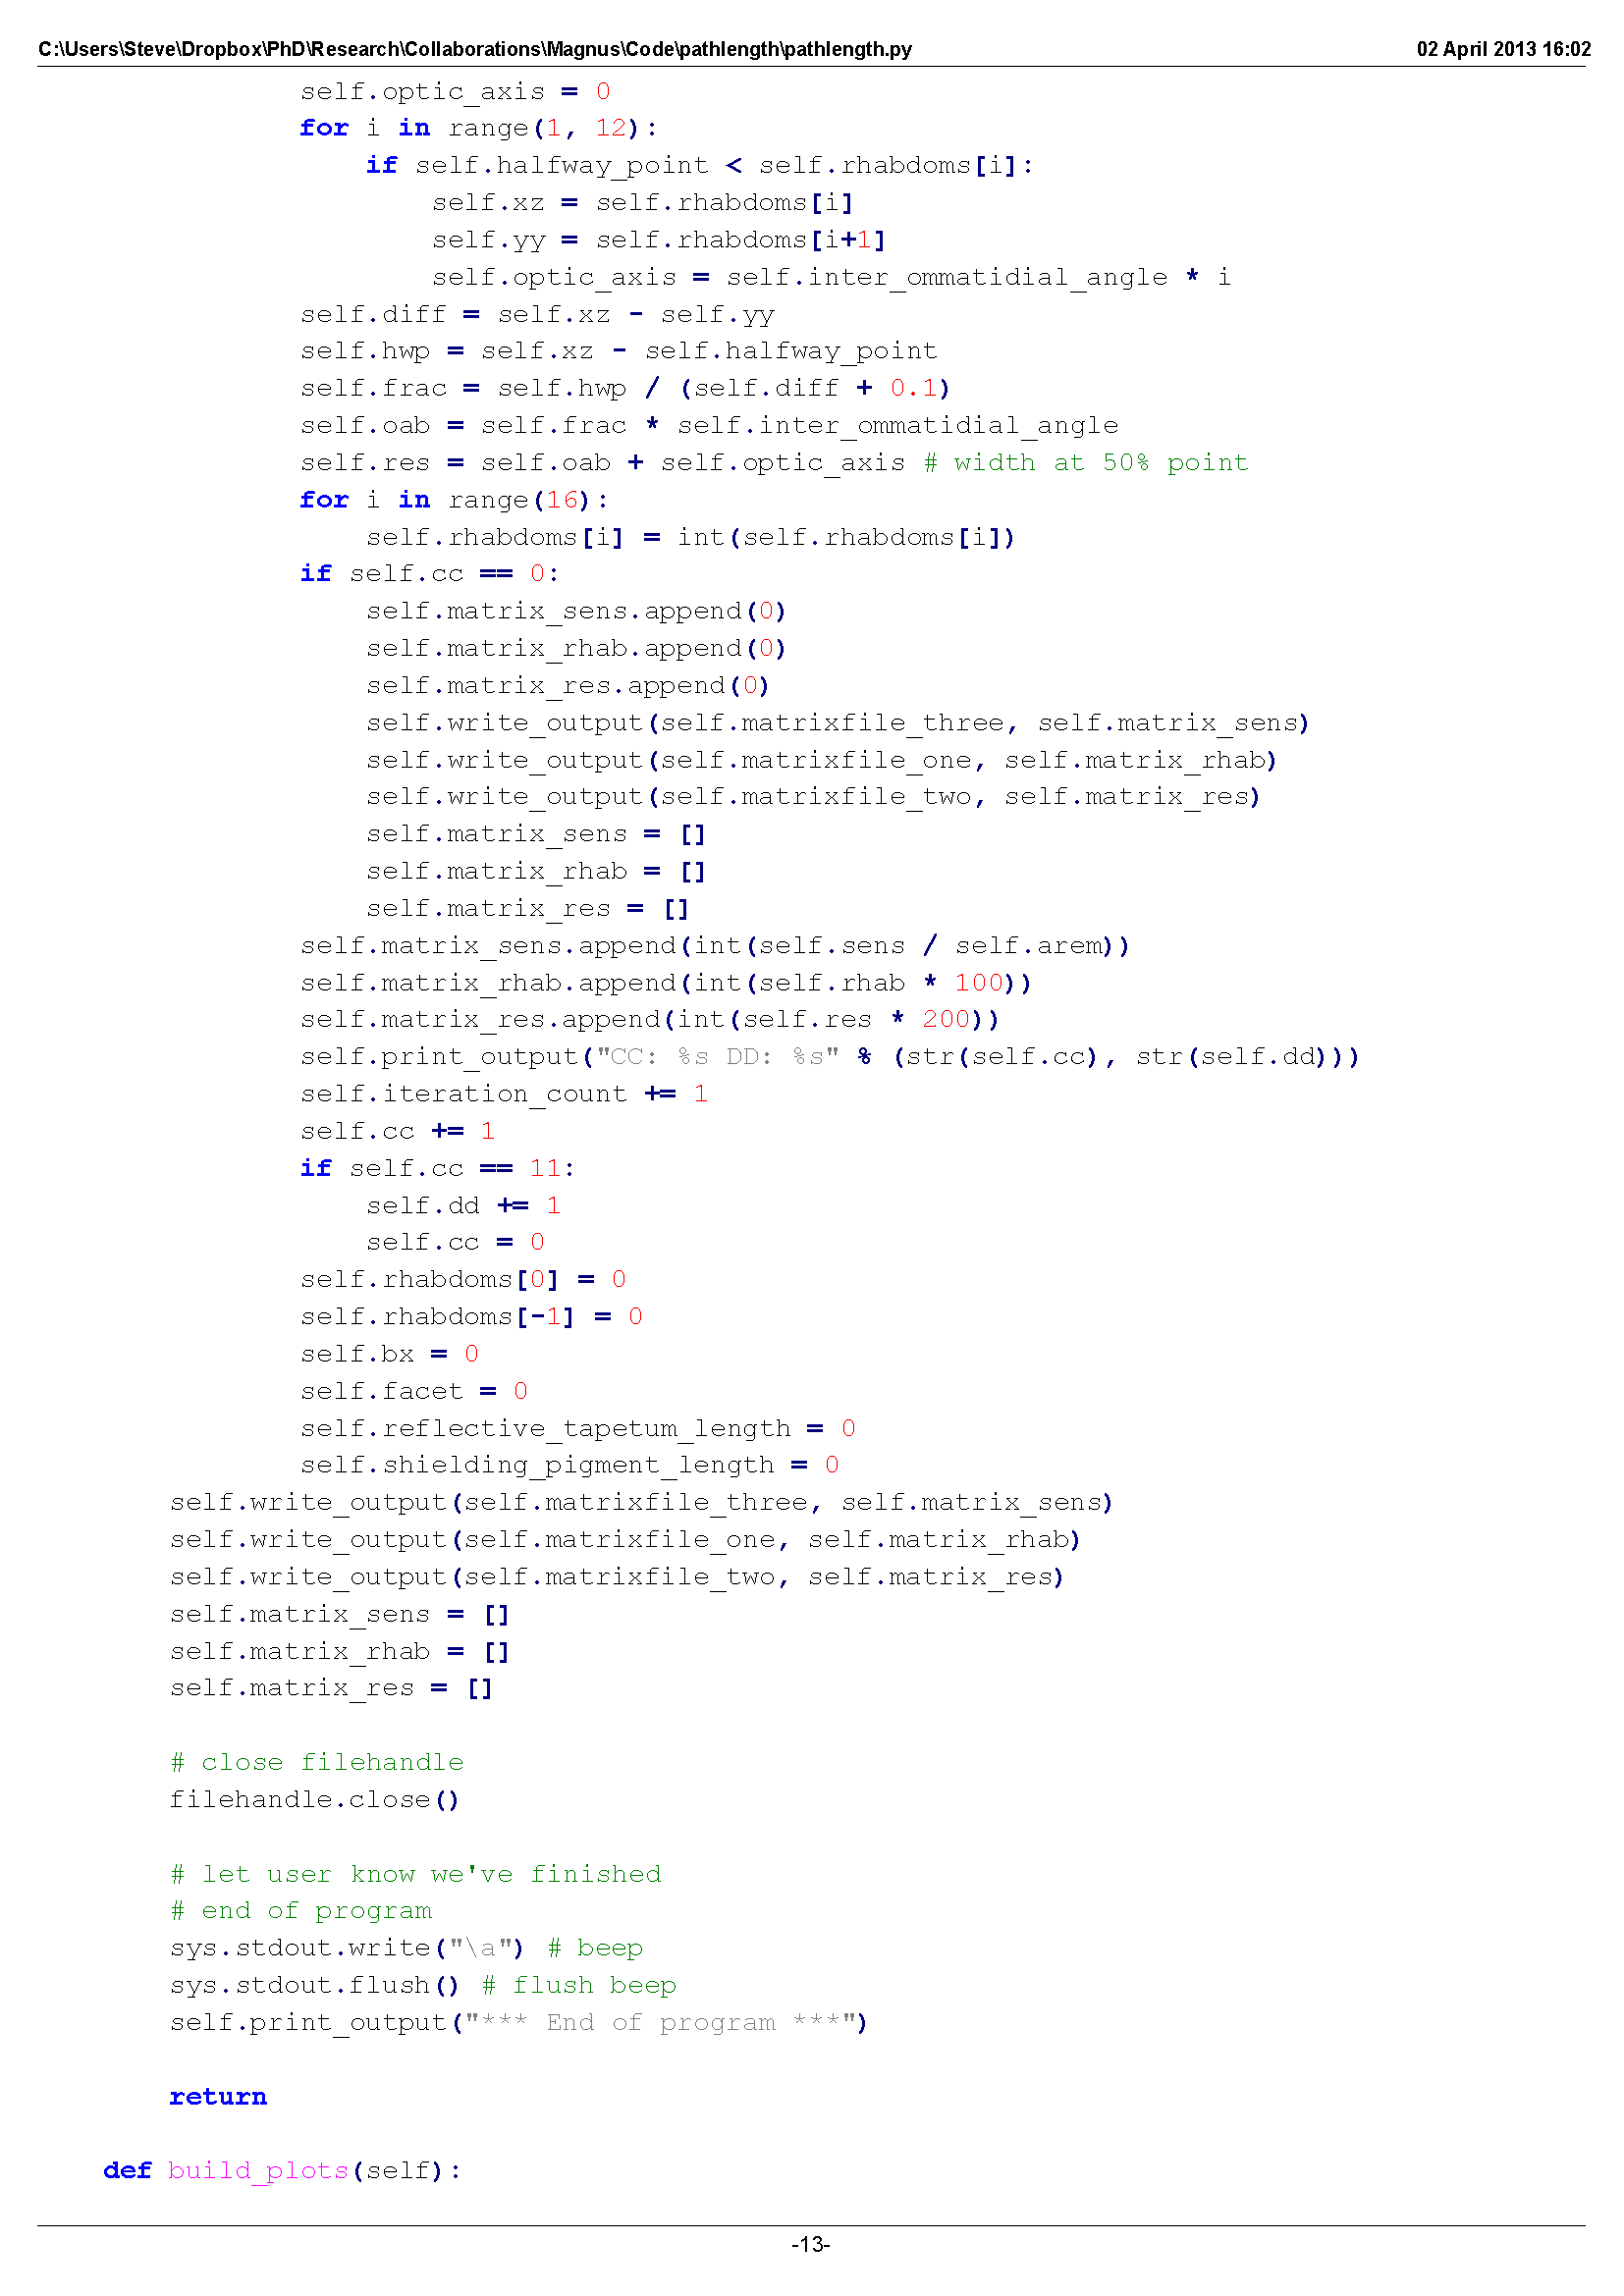 C:\Users\Steve\Dropbox\PhD\Research\Collaborations\Magnus\Code\pathlength\pathlength.py 02 April 2013 16:02
            self.optic_axis = 0
            for i in range(1, 12):
                if self.halfway_point < self.rhabdoms[i]:
                    self.xz = self.rhabdoms[i]
                    self.yy = self.rhabdoms[i+1]
                    self.optic_axis = self.inter_ommatidial_angle * i
            self.diff = self.xz - self.yy
            self.hwp = self.xz - self.halfway_point
            self.frac = self.hwp / (self.diff + 0.1)
            self.oab = self.frac * self.inter_ommatidial_angle
            self.res = self.oab + self.optic_axis # width at 50% point
            for i in range(16):
                self.rhabdoms[i] = int(self.rhabdoms[i])
            if self.cc == 0:
                self.matrix_sens.append(0)
                self.matrix_rhab.append(0)
                self.matrix_res.append(0)
                self.write_output(self.matrixfile_three, self.matrix_sens)
                self.write_output(self.matrixfile_one, self.matrix_rhab)
                self.write_output(self.matrixfile_two, self.matrix_res)
                self.matrix_sens = []
                self.matrix_rhab = []
                self.matrix_res = []
            self.matrix_sens.append(int(self.sens / self.arem))
            self.matrix_rhab.append(int(self.rhab * 100))
            self.matrix_res.append(int(self.res * 200))
            self.print_output("CC: %s DD: %s" % (str(self.cc), str(self.dd)))
            self.iteration_count += 1
            self.cc += 1
            if self.cc == 11:
                self.dd += 1
                self.cc = 0
            self.rhabdoms[0] = 0
            self.rhabdoms[-1] = 0
            self.bx = 0
            self.facet = 0
            self.reflective_tapetum_length = 0
            self.shielding_pigment_length = 0
    self.write_output(self.matrixfile_three, self.matrix_sens)
    self.write_output(self.matrixfile_one, self.matrix_rhab)
    self.write_output(self.matrixfile_two, self.matrix_res)
    self.matrix_sens = []
    self.matrix_rhab = []
    self.matrix_res = []
    # close filehandle
    filehandle.close()
    # let user know we've finished
    # end of program
    sys.stdout.write("\a") # beep
    sys.stdout.flush() # flush beep
    self.print_output("*** End of program ***")
    return
def build_plots(self):
-13-